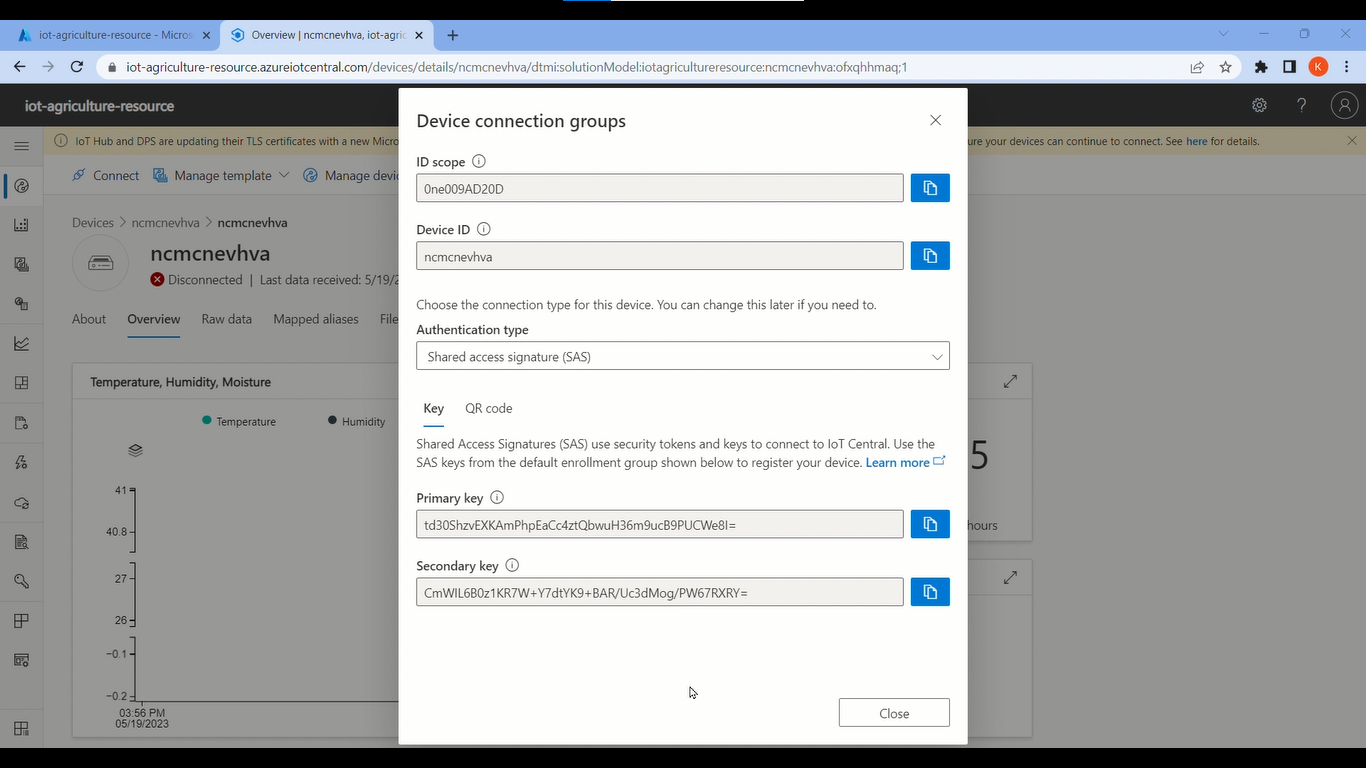 iot-agriculture-resource - Micros
Overview | ncmcnevhva, iot-agric
iot-agriculture-resource.azureiotcentral.com/devices/details/ncmcnevhva/dtmi:solutionModel:iotagricultureresource:ncmcnevhva:ofxqhhmaq;1
K
iot-agriculture-resource
IoT Hub and DPS are updating their TLS certificates with a new Micro
ure your devices can continue to connect. See here for details.
Connect
Manage template
Manage devic
Devices > ncmcnevhva > ncmcnevhva
ncmcnevhva
Disconnected | Last data received: 5/19/2
About
Overview
Raw data
Mapped aliases
File
Temperature, Humidity, Moisture
Temperature
Humidity
41
40.8
27
26
−0.1
−0.2
03:56 PM
05/19/2023
5
hours
Device connection groups
ID scope
0ne009AD20D
Device ID
ncmcnevhva
Choose the connection type for this device. You can change this later if you need to.
Authentication type
Shared access signature (SAS)
Key
QR code
Shared Access Signatures (SAS) use security tokens and keys to connect to IoT Central. Use the
SAS keys from the default enrollment group shown below to register your device. Learn more
Primary key
td30ShzvEXKAmPhpEaCc4ztQbwuH36m9ucB9PUCWe8I=
Secondary key
CmWIL6B0z1KR7W+Y7dtYK9+BAR/Uc3dMog/PW67RXRY=
Close